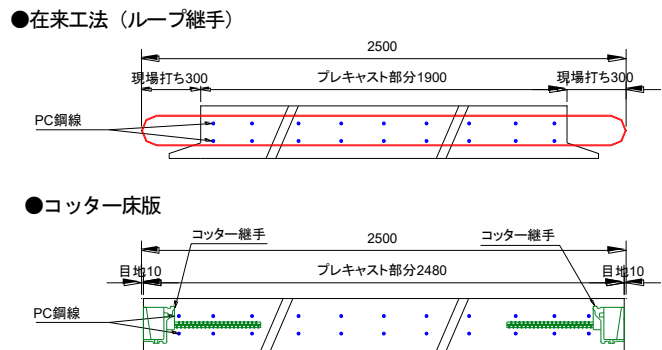 ●在来工法（ループ継手）
2500
現場打ち300 プレキャスト部分1900 現場打ち300
PC鋼線
●コッター床版
コッター継手 2500 コッター継手
目地10 プレキャスト部分2480 目地10
PC鋼線